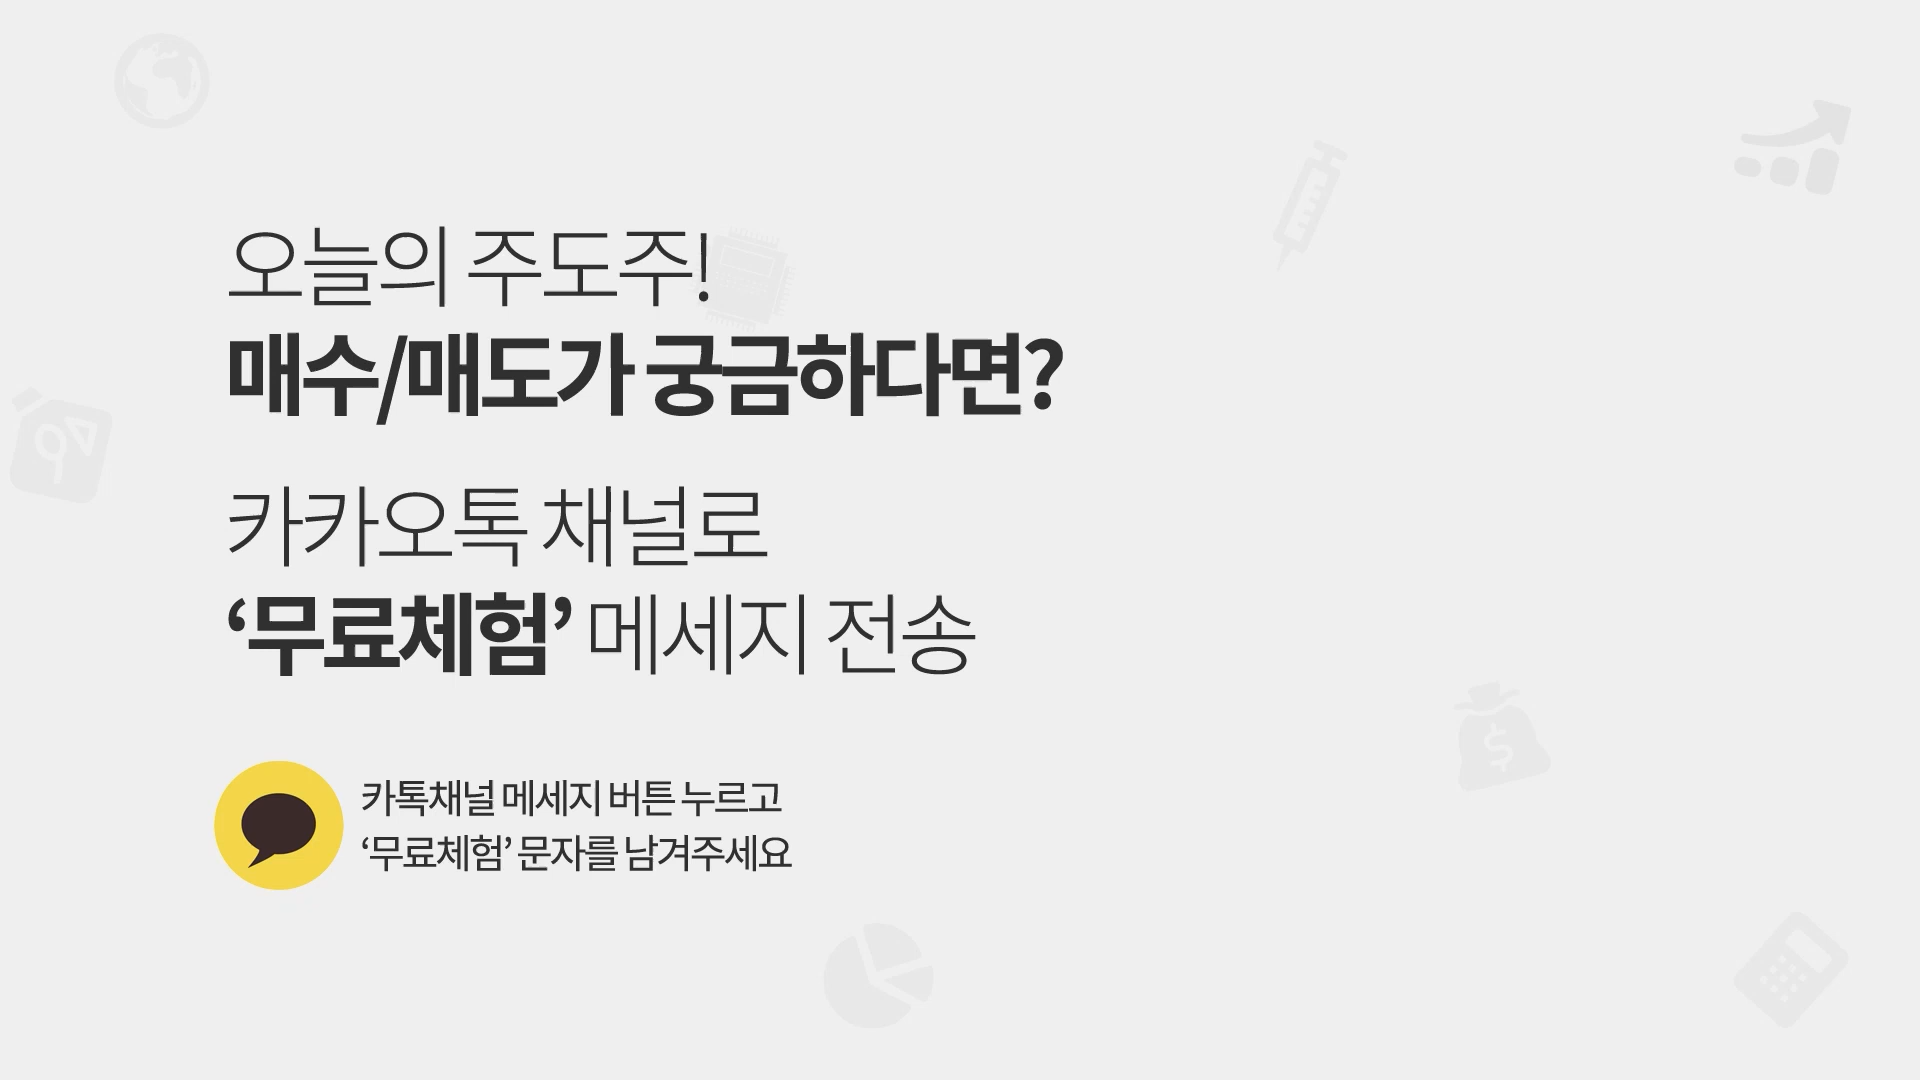 오늘의 주도주!
매수/매도가 궁금하다면?
카카오톡 채널로
‘무료체험’ 메세지 전송
카톡채널 메세지 버튼 누르고
‘무료체험’ 문자를 남겨주세요